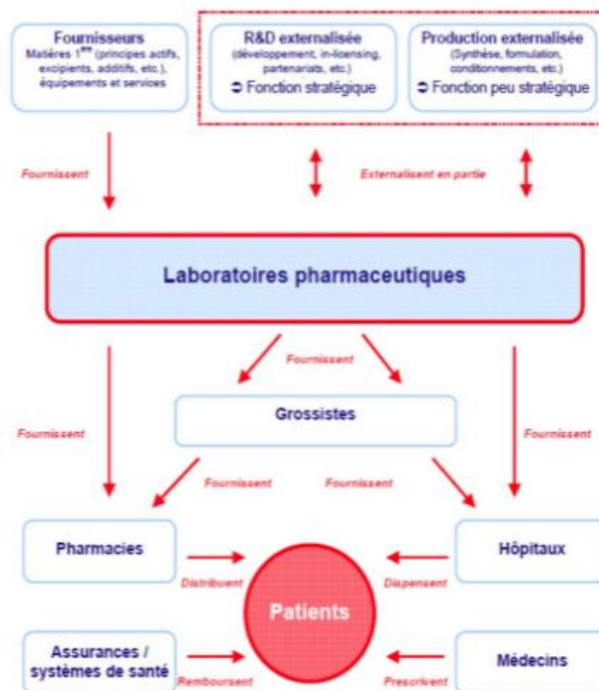 Fournisseurs
Matières 1ères (principes actifs,
excipients, additifs, etc.),
équipements et services
R&D externalisée
(développement, in-licensing,
partenariats, etc.)
➲ Fonction stratégique
Production externalisée
(Synthèse, formulation,
conditionnements, etc.)
➲ Fonction peu stratégique
Fournissent
Externalisent en partie
Laboratoires pharmaceutiques
Fournissent
Grossistes
Fournissent
Fournissent
Fournissent
Fournissent
Pharmacies
Hôpitaux
Distribuent
Dispensent
Patients
Assurances /
systèmes de santé
Médecins
Remboursent
Prescrivent